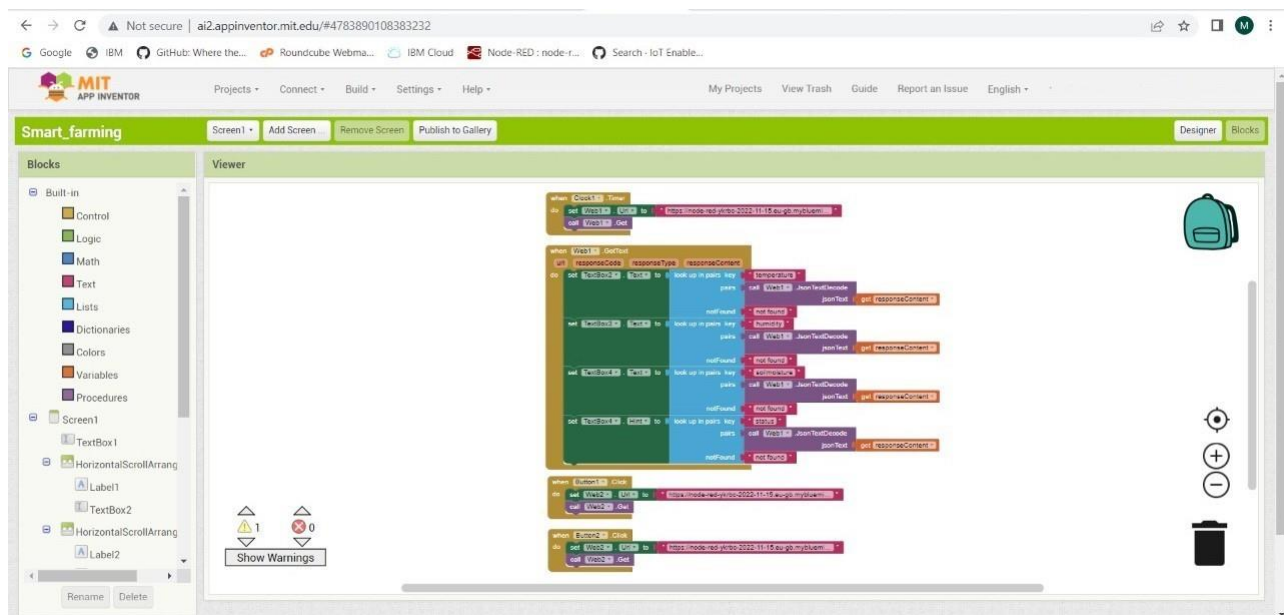 Not secure | ai2.appinventor.mit.edu/#4783890108383232
M
Google IBM GitHub: Where the... Roundcube Webma... IBM Cloud Node-RED : node-r... Search - IoT Enable...
MIT
APP INVENTOR
Projects Connect Build Settings Help
My Projects View Trash Guide Report an Issue English
Smart_farming
Screen1 Add Screen ... Remove Screen Publish to Gallery
Designer Blocks
Blocks
Viewer
Built-in
Control
Logic
Math
Text
Lists
Dictionaries
Colors
Variables
Procedures
Screen1
TextBox1
HorizontalScrollArrang
Label1
TextBox2
HorizontalScrollArrang
Label2
Rename Delete
1 0
Show Warnings
when Clock1 .Timer
do set Web1 . Url to
call Web1 .Get
when Web1 .GotText
url responseCode responseType responseContent
do set TextBox2 . Text to look up in pairs key " temperature "
pairs call Web1 .JsonTextDecode
jsonText get responseContent
notFound " not found "
set TextBox3 . Text to look up in pairs key " humidity "
pairs call Web1 .JsonTextDecode
jsonText get responseContent
notFound " not found "
set TextBox4 . Text to look up in pairs key
pairs call Web1 .JsonTextDecode
jsonText get responseContent
notFound " not found "
set TextBox4 . Hint to look up in pairs key " status "
pairs call Web1 .JsonTextDecode
jsonText get responseContent
notFound " not found "
when Button1 .Click
do set Web2 . Url to
call Web2 .Get
when Button2 .Click
do set Web2 . Url to
call Web2 .Get